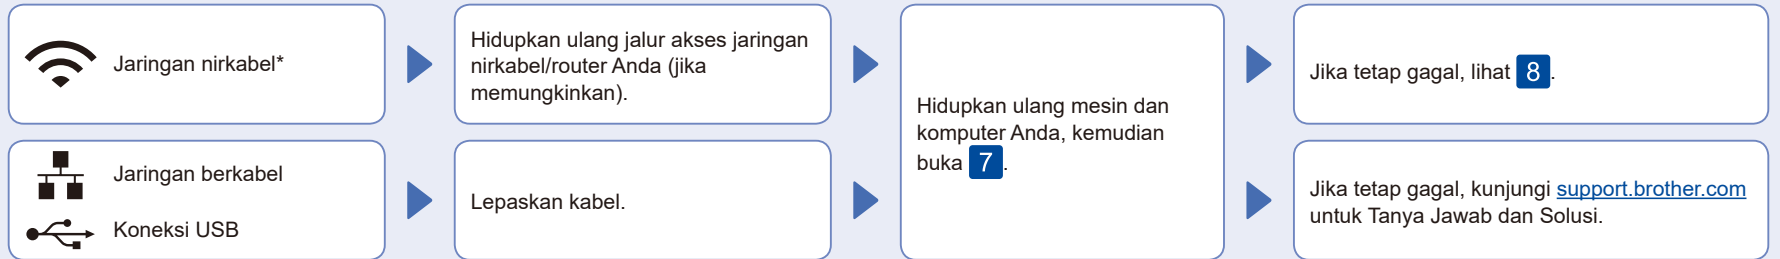 Jaringan nirkabel*
Hidupkan ulang jalur akses jaringan
nirkabel/router Anda (jika
memungkinkan).
Hidupkan ulang mesin dan
komputer Anda, kemudian
buka 7.
Jika tetap gagal, lihat 8.
Jaringan berkabel
Koneksi USB
Lepaskan kabel.
Jika tetap gagal, kunjungi support.brother.com
untuk Tanya Jawab dan Solusi.